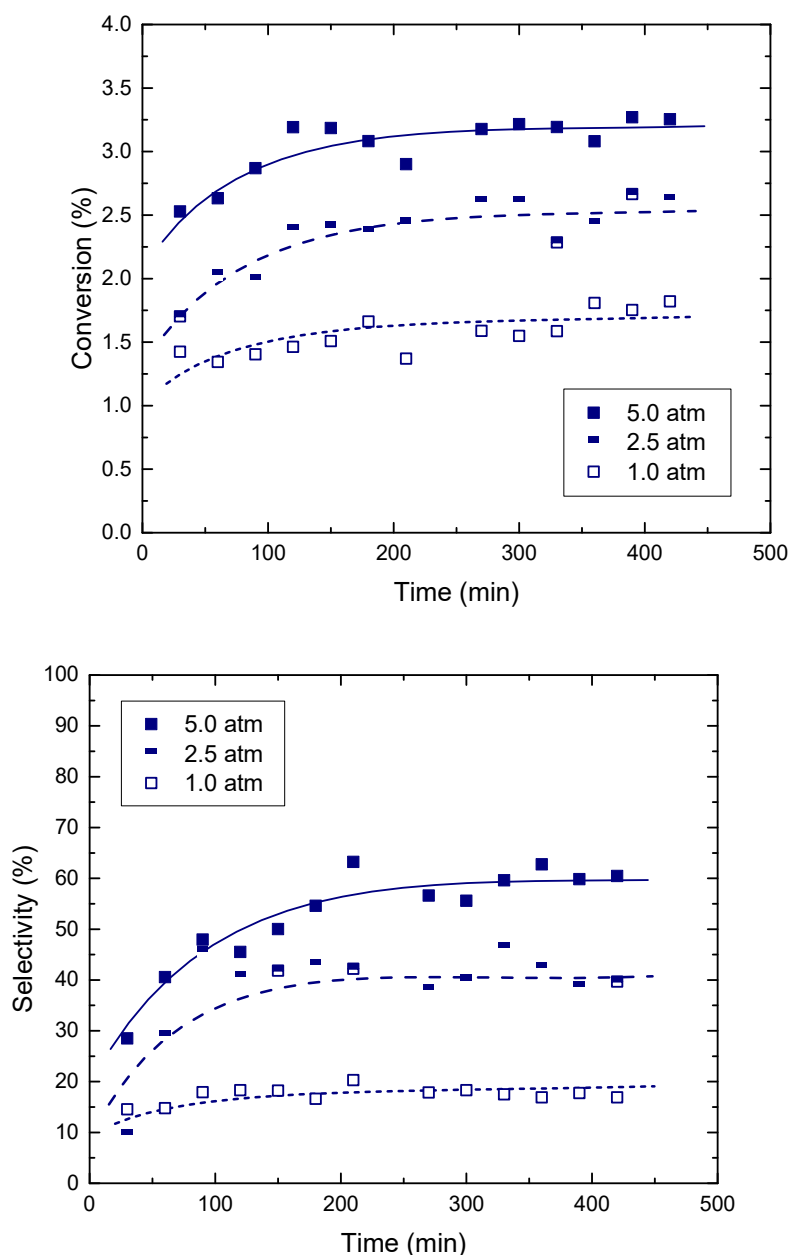 4.0
3.5
3.0
2.5
2.0
1.5
1.0
0.5
0.0
Conversion (%)
5.0 atm
2.5 atm
1.0 atm
0 100 200 300 400 500
Time (min)
100
90
80
70
60
50
40
30
20
10
0
Selectivity (%)
5.0 atm
2.5 atm
1.0 atm
0 100 200 300 400 500
Time (min)